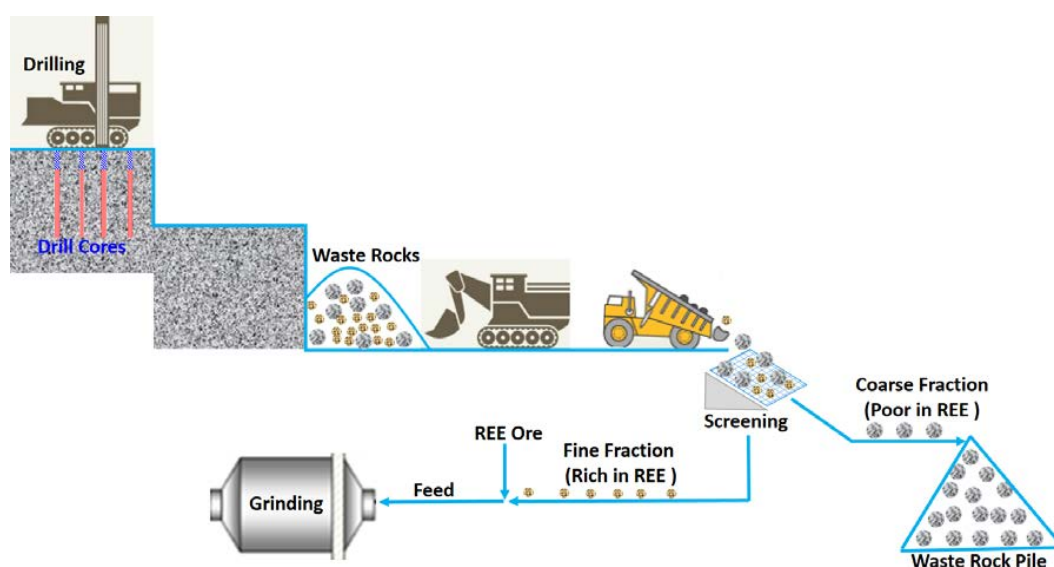 Drilling
Drill Cores
Waste Rocks
Coarse Fraction
(Poor in REE )
Screening
REE Ore
Fine Fraction
(Rich in REE )
Feed
Grinding
Waste Rock Pile